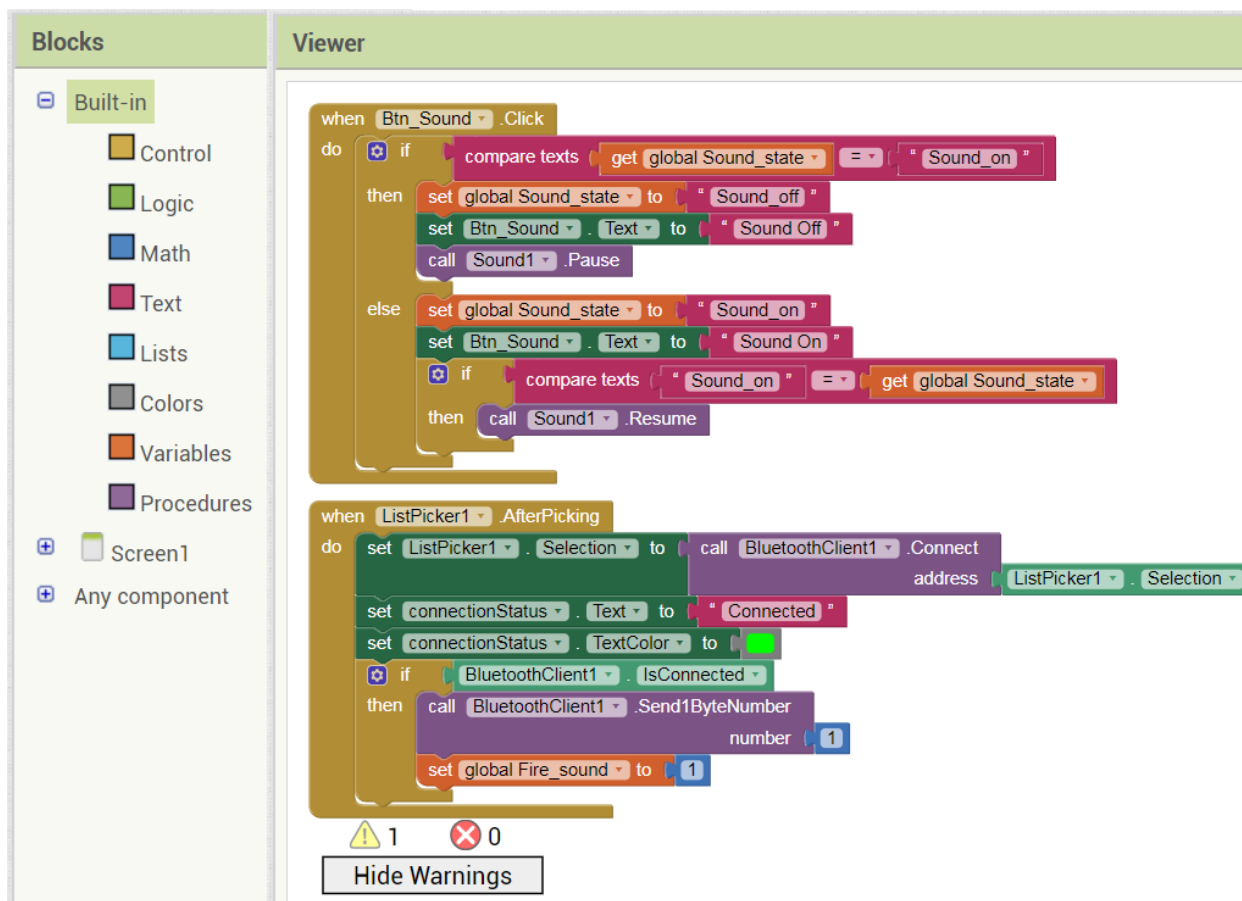 Blocks
Viewer
Built-in
Control
Logic
Math
Text
Lists
Colors
Variables
Procedures
Screen1
Any component
when Btn_Sound .Click
do if compare texts get global Sound_state = " Sound_on "
then set global Sound_state to " Sound_off "
set Btn_Sound . Text to " Sound Off "
call Sound1 .Pause
else set global Sound_state to " Sound_on "
set Btn_Sound . Text to " Sound On "
if compare texts " Sound_on " = get global Sound_state
then call Sound1 .Resume
when ListPicker1 .AfterPicking
do set ListPicker1 . Selection to call BluetoothClient1 .Connect
address ListPicker1 . Selection
set connectionStatus . Text to " Connected "
set connectionStatus . TextColor to
if BluetoothClient1 . IsConnected
then call BluetoothClient1 .Send1ByteNumber
number 1
set global Fire_sound to 1
1 0
Hide Warnings